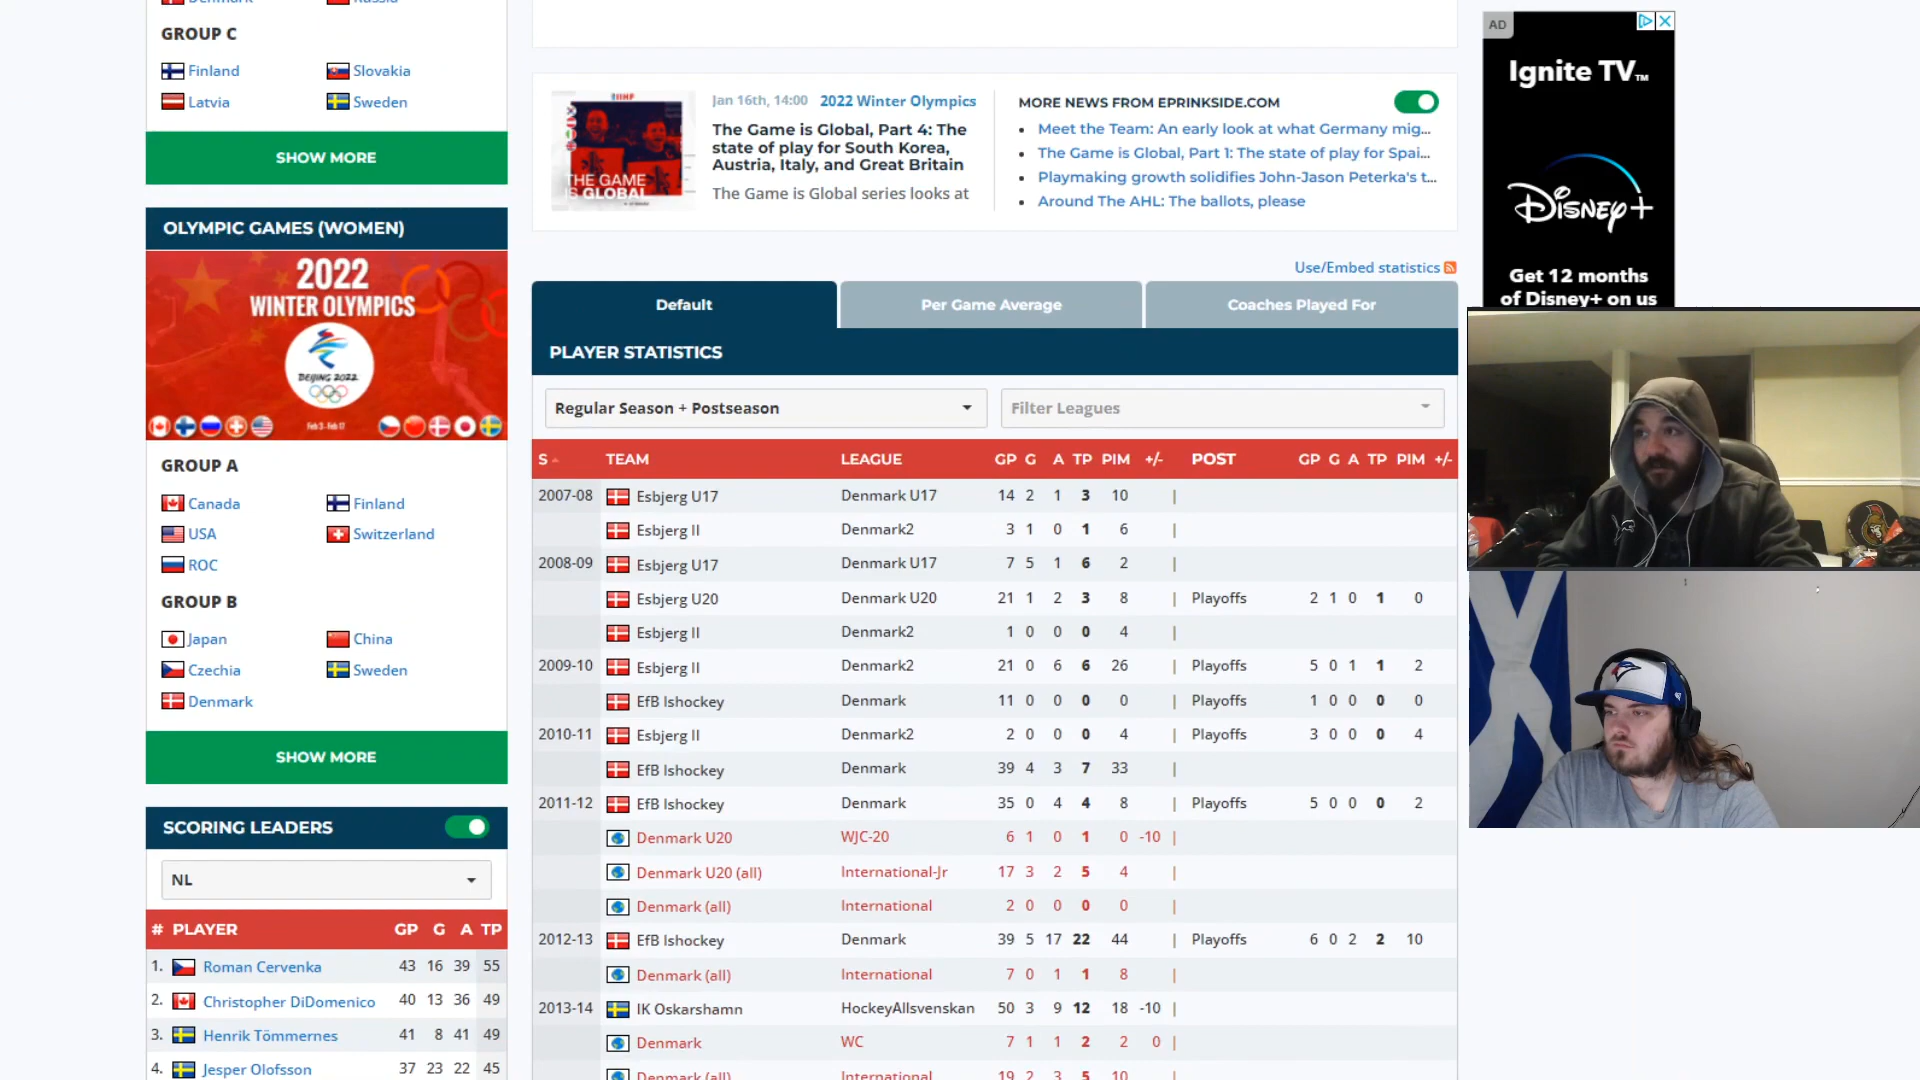 GROUP C
Finland Slovakia
Latvia Sweden
SHOW MORE
OLYMPIC GAMES (WOMEN)
2022
WINTER OLYMPICS
BEIJING 2022
Feb 3 - Feb 17
GROUP A
Canada Finland
USA Switzerland
ROC
GROUP B
Japan China
Czechia Sweden
Denmark
SHOW MORE
SCORING LEADERS
NL
# PLAYER GP G A TP
1. Roman Cervenka 43 16 39 55
2. Christopher DiDomenico 40 13 36 49
3. Henrik Tömmernes 41 8 41 49
4. Jesper Olofsson 37 23 22 45
THE GAME
IS GLOBAL
Jan 16th, 14:00 2022 Winter Olympics
The Game is Global, Part 4: The
state of play for South Korea,
Austria, Italy, and Great Britain
The Game is Global series looks at
MORE NEWS FROM EPRINKSIDE.COM
• Meet the Team: An early look at what Germany mig...
• The Game is Global, Part 1: The state of play for Spai...
• Playmaking growth solidifies John-Jason Peterka's t...
• Around The AHL: The ballots, please
Use/Embed statistics
Default Per Game Average Coaches Played For
PLAYER STATISTICS
Regular Season + Postseason Filter Leagues
S TEAM LEAGUE GP G A TP PIM +/- POST GP G A TP PIM +/-
2007-08 Esbjerg U17 Denmark U17 14 2 1 3 10 |
Esbjerg II Denmark2 3 1 0 1 6 |
2008-09 Esbjerg U17 Denmark U17 7 5 1 6 2 |
Esbjerg U20 Denmark U20 21 1 2 3 8 | Playoffs 2 1 0 1 0
Esbjerg II Denmark2 1 0 0 0 4 |
2009-10 Esbjerg II Denmark2 21 0 6 6 26 | Playoffs 5 0 1 1 2
EfB Ishockey Denmark 11 0 0 0 0 | Playoffs 1 0 0 0 0
2010-11 Esbjerg II Denmark2 2 0 0 0 4 | Playoffs 3 0 0 0 4
EfB Ishockey Denmark 39 4 3 7 33 |
2011-12 EfB Ishockey Denmark 35 0 4 4 8 | Playoffs 5 0 0 0 2
Denmark U20 WJC-20 6 1 0 1 0 -10 |
Denmark U20 (all) International-Jr 17 3 2 5 4 |
Denmark (all) International 2 0 0 0 0 |
2012-13 EfB Ishockey Denmark 39 5 17 22 44 | Playoffs 6 0 2 2 10
Denmark (all) International 7 0 1 1 8 |
2013-14 IK Oskarshamn HockeyAllsvenskan 50 3 9 12 18 -10 |
Denmark WC 7 1 1 2 2 0 |
Denmark (all) International 19 2 3 5 10 |
AD
Ignite TV™
Disney+
Get 12 months
of Disney+ on us